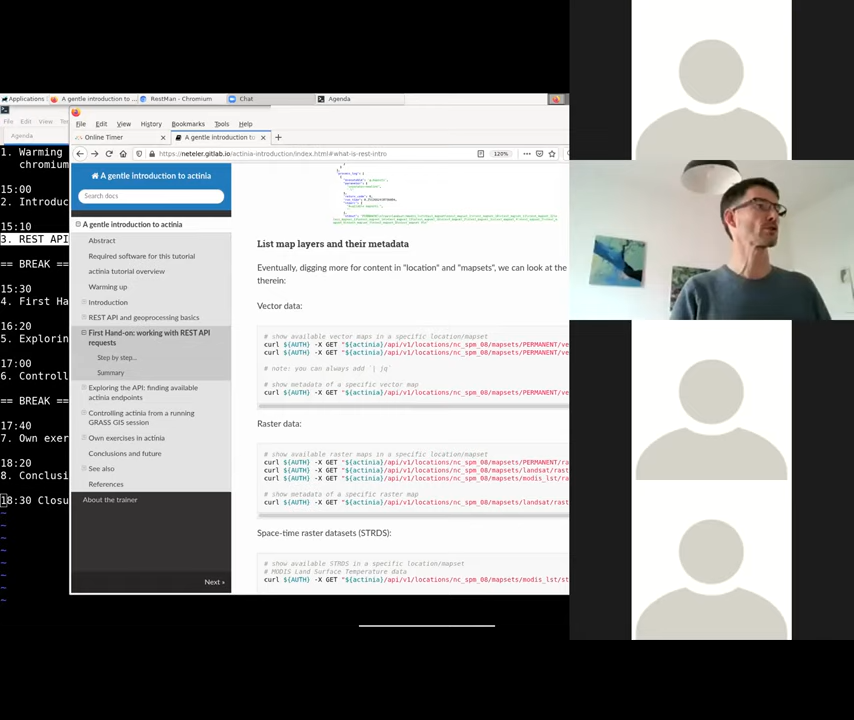 Applications
A gentle introduction to ...
RestMan - Chromium
Chat
Agenda
File Edit View
Agenda
1. Warming
chromium
15:00
2. Introduc
15:10
3. REST API
== BREAK ==
15:30
4. First Ha
16:20
5. Explorin
17:00
6. Controll
== BREAK ==
17:40
7. Own exer
18:20
8. Conclusi
18:30 Closu
File Edit View History Bookmarks Tools Help
Online Timer
A gentle introduction to
https://neteler.gitlab.io/actinia-introduction/index.html#what-is-rest-intro
120%
A gentle introduction to actinia
Search docs
A gentle introduction to actinia
Abstract
Required software for this tutorial
actinia tutorial overview
Warming up
Introduction
REST API and geoprocessing basics
First Hand-on: working with REST API
requests
Step by step...
Summary
Exploring the API: finding available
actinia endpoints
Controlling actinia from a running
GRASS GIS session
Own exercises in actinia
Conclusions and future
See also
References
About the trainer
Next »
List map layers and their metadata
Eventually, digging more for content in "location" and "mapsets", we can look at the
therein:
Vector data:
# show available vector maps in a specific location/mapset
curl ${AUTH} -X GET "${actinia}/api/v1/locations/nc_spm_08/mapsets/PERMANENT/ve
curl ${AUTH} -X GET "${actinia}/api/v1/locations/nc_spm_08/mapsets/PERMANENT/ve
# note: you can always add `| jq`
# show metadata of a specific vector map
curl ${AUTH} -X GET "${actinia}/api/v1/locations/nc_spm_08/mapsets/PERMANENT/ve
Raster data:
# show available raster maps in a specific location/mapset
curl ${AUTH} -X GET "${actinia}/api/v1/locations/nc_spm_08/mapsets/PERMANENT/ra
curl ${AUTH} -X GET "${actinia}/api/v1/locations/nc_spm_08/mapsets/landsat/rast
curl ${AUTH} -X GET "${actinia}/api/v1/locations/nc_spm_08/mapsets/modis_lst/ra
# show metadata of a specific raster map
curl ${AUTH} -X GET "${actinia}/api/v1/locations/nc_spm_08/mapsets/landsat/rast
Space-time raster datasets (STRDS):
# show available STRDS in a specific location/mapset
# MODIS Land Surface Temperature data
curl ${AUTH} -X GET "${actinia}/api/v1/locations/nc_spm_08/mapsets/modis_lst/st